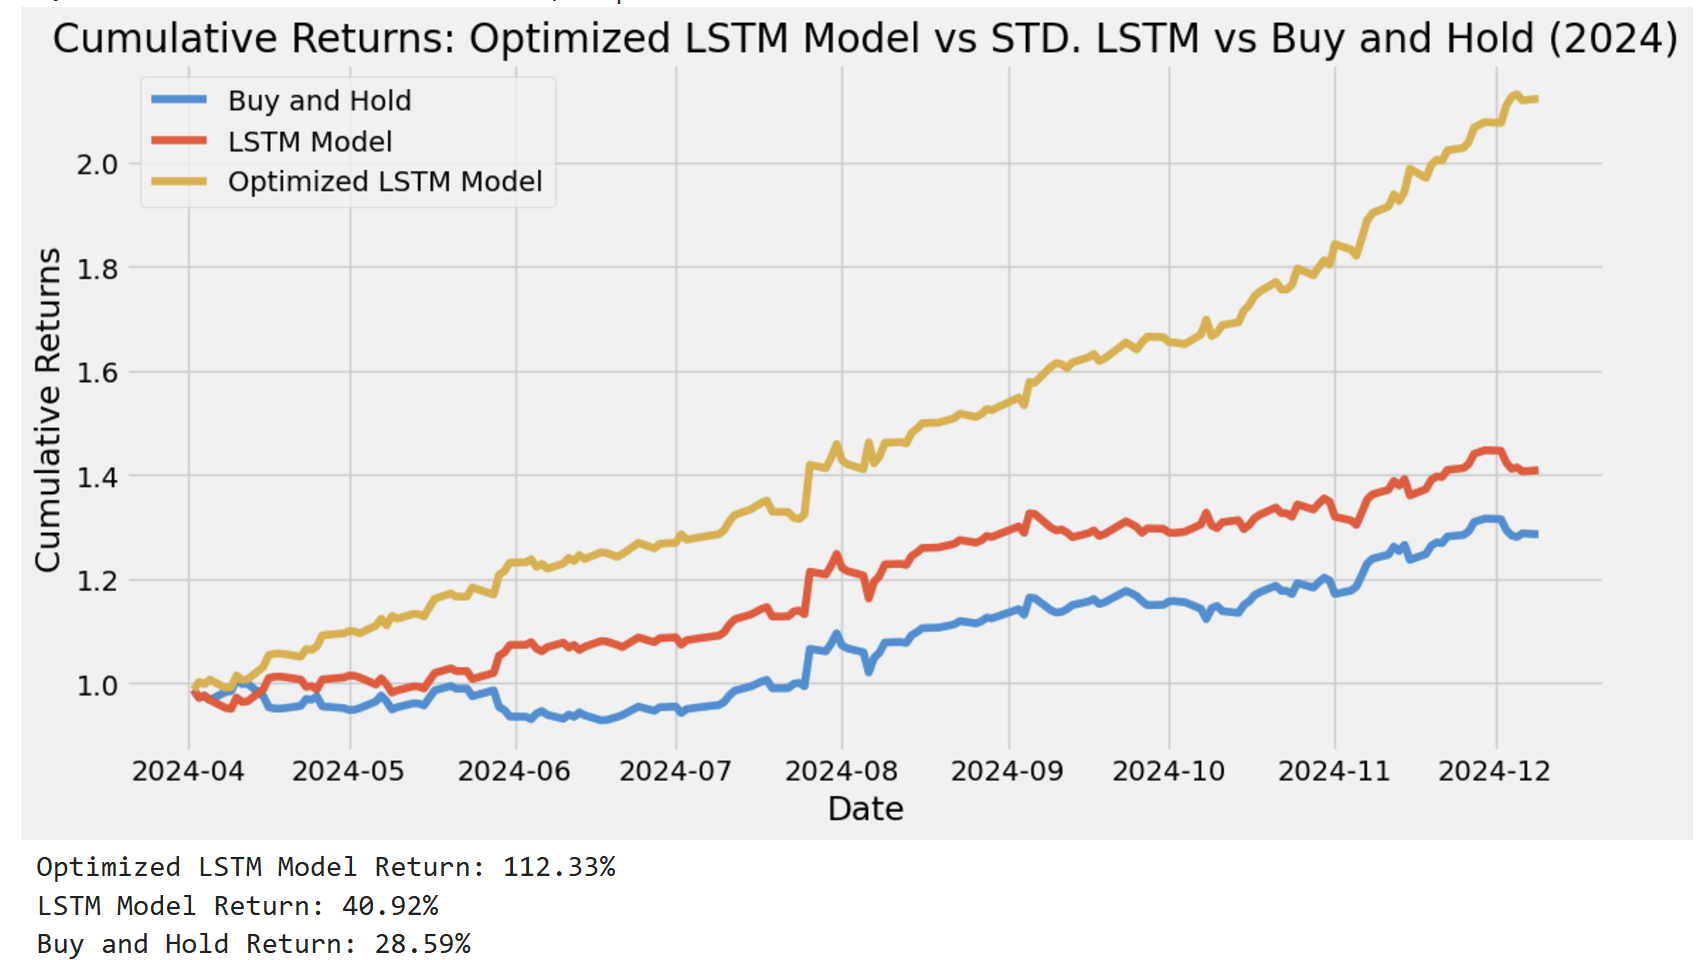 Cumulative Returns: Optimized LSTM Model vs STD. LSTM vs Buy and Hold (2024)
Buy and Hold
LSTM Model
Optimized LSTM Model
Cumulative Returns
2.0
1.8
1.6
1.4
1.2
1.0
2024-04 2024-05 2024-06 2024-07 2024-08 2024-09 2024-10 2024-11 2024-12
Date
Optimized LSTM Model Return: 112.33%
LSTM Model Return: 40.92%
Buy and Hold Return: 28.59%